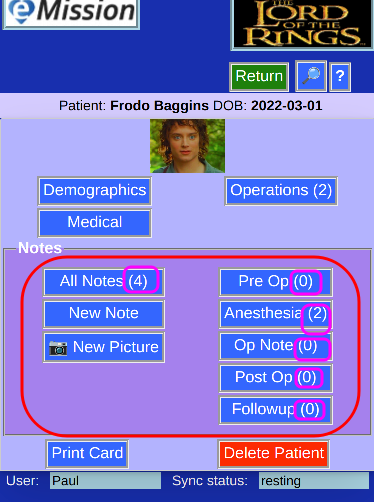 eMission
THE
LORD
OF THE
RINGS
Return
?
Patient: Frodo Baggins DOB: 2022-03-01
Demographics
Operations (2)
Medical
Notes
All Notes (4)
Pre Op (0)
New Note
Anesthesia (2)
New Picture
Op Note (0)
Post Op (0)
Followup (0)
Print Card
Delete Patient
User: Paul
Sync status: resting